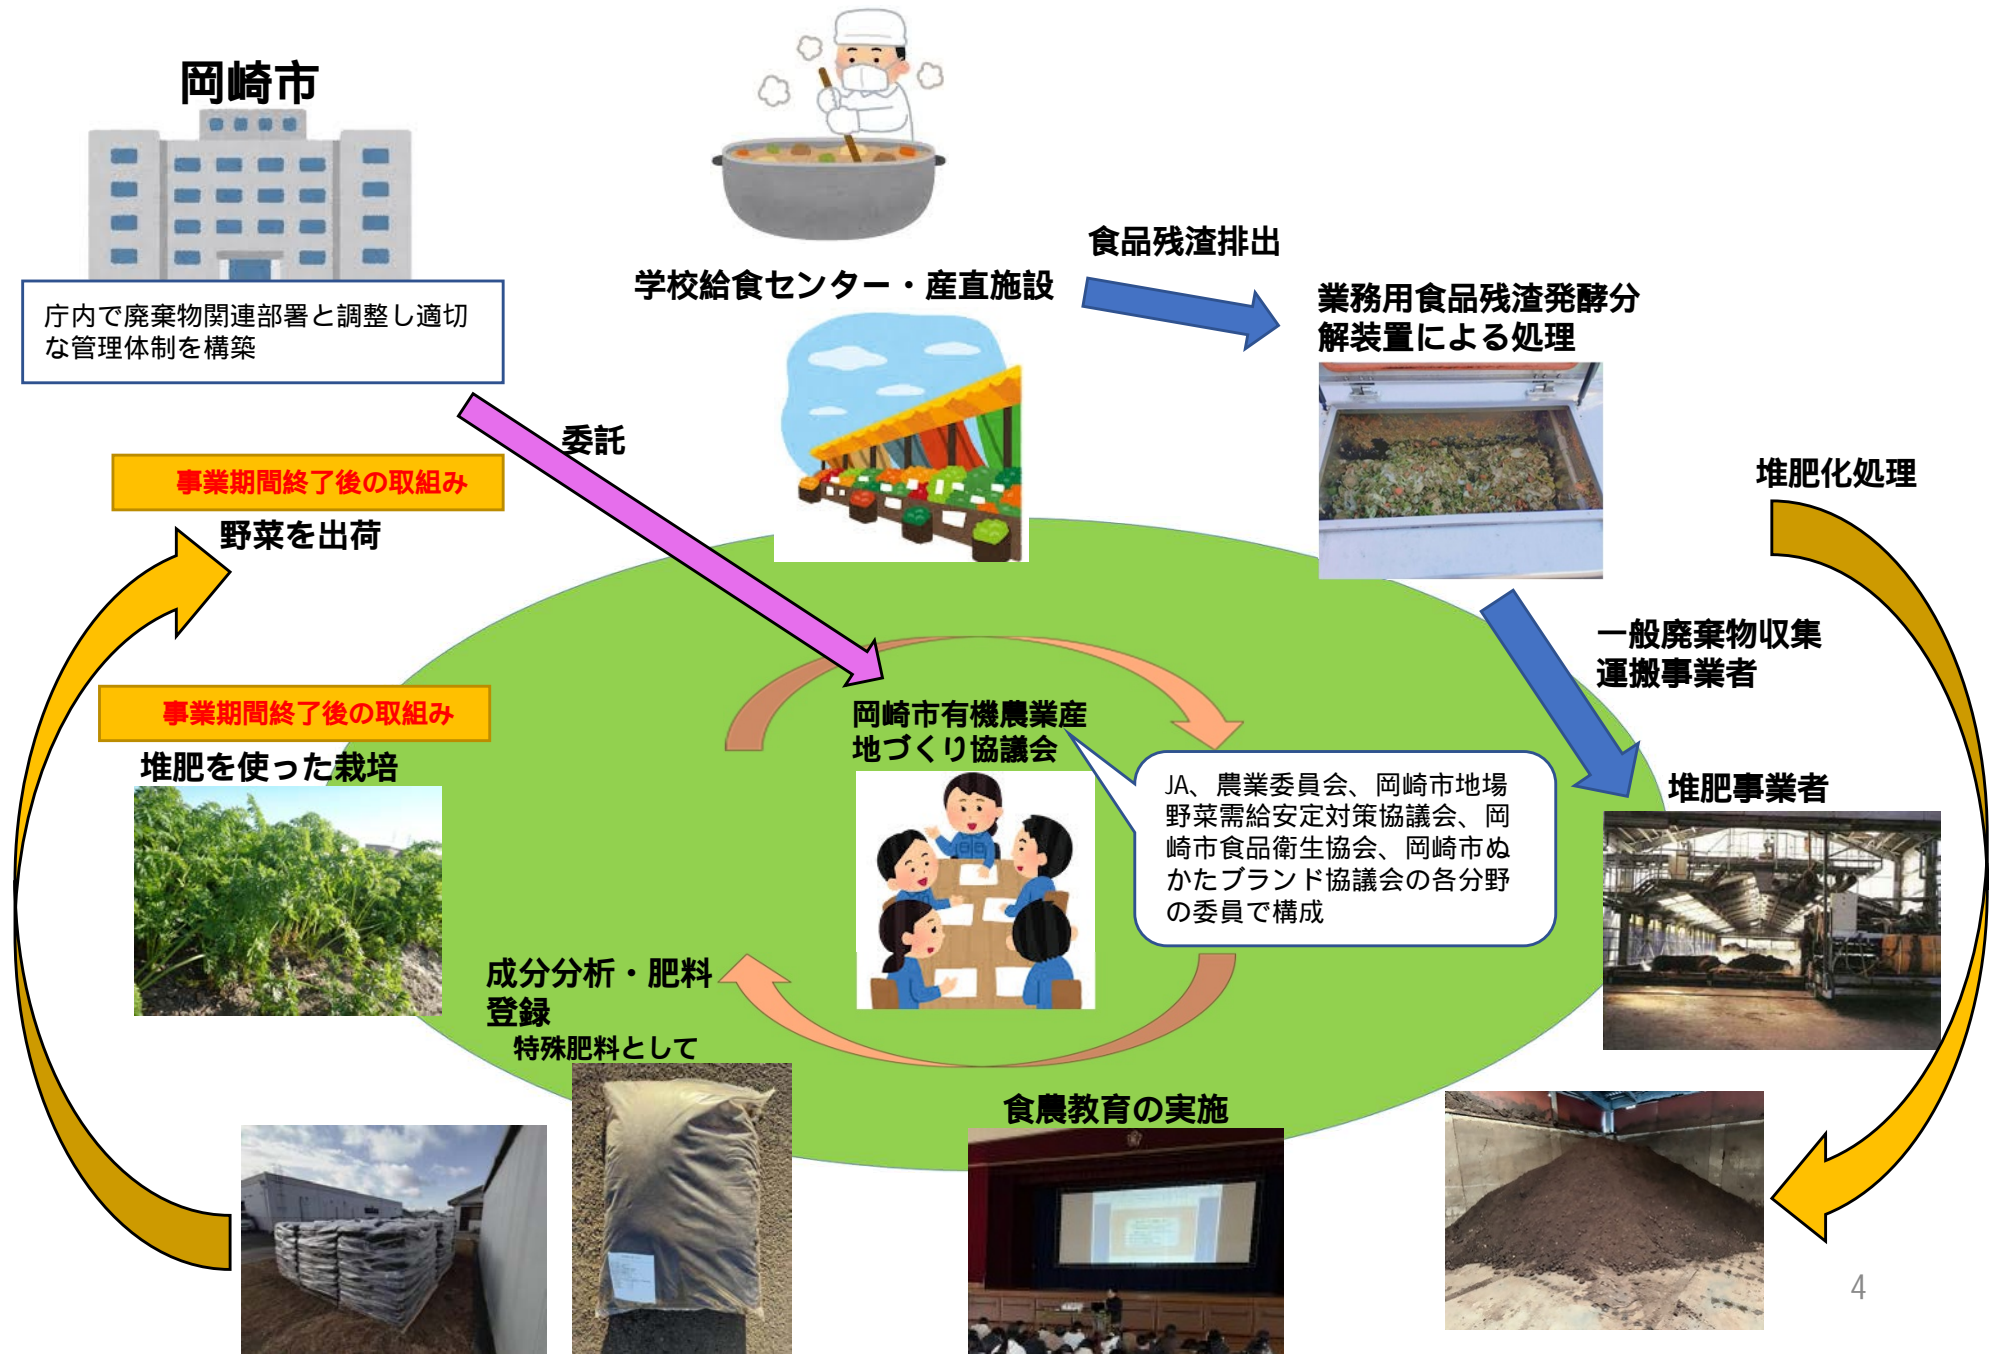 岡崎市
庁内で廃棄物関連部署と調整し適切
な管理体制を構築
委託
学校給食センター・産直施設
食品残渣排出
業務用食品残渣発酵分
解装置による処理
堆肥化処理
一般廃棄物収集
運搬事業者
堆肥事業者
事業期間終了後の取組み
野菜を出荷
事業期間終了後の取組み
堆肥を使った栽培
岡崎市有機農業産
地づくり協議会
JA、農業委員会、岡崎市地場
野菜需給安定対策協議会、岡
崎市食品衛生協会、岡崎市ぬ
かたブランド協議会の各分野
の委員で構成
成分分析・肥料
登録
特殊肥料として
食農教育の実施
4